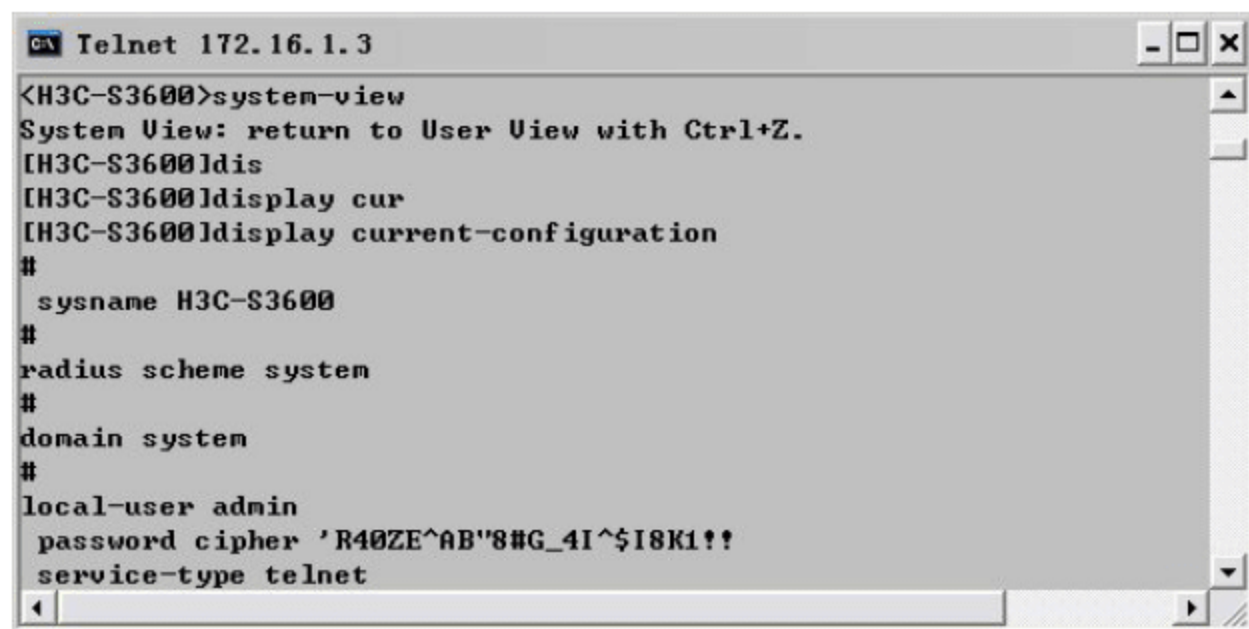 Telnet 172.16.1.3
<H3C-S3600>system-view
System View: return to User View with Ctrl+Z.
[H3C-S3600]dis
[H3C-S3600]display cur
[H3C-S3600]display current-configuration
#
 sysname H3C-S3600
#
radius scheme system
#
domain system
#
local-user admin
 password cipher 'R40ZE^AB"8#G_4I^$I8K1!!
 service-type telnet